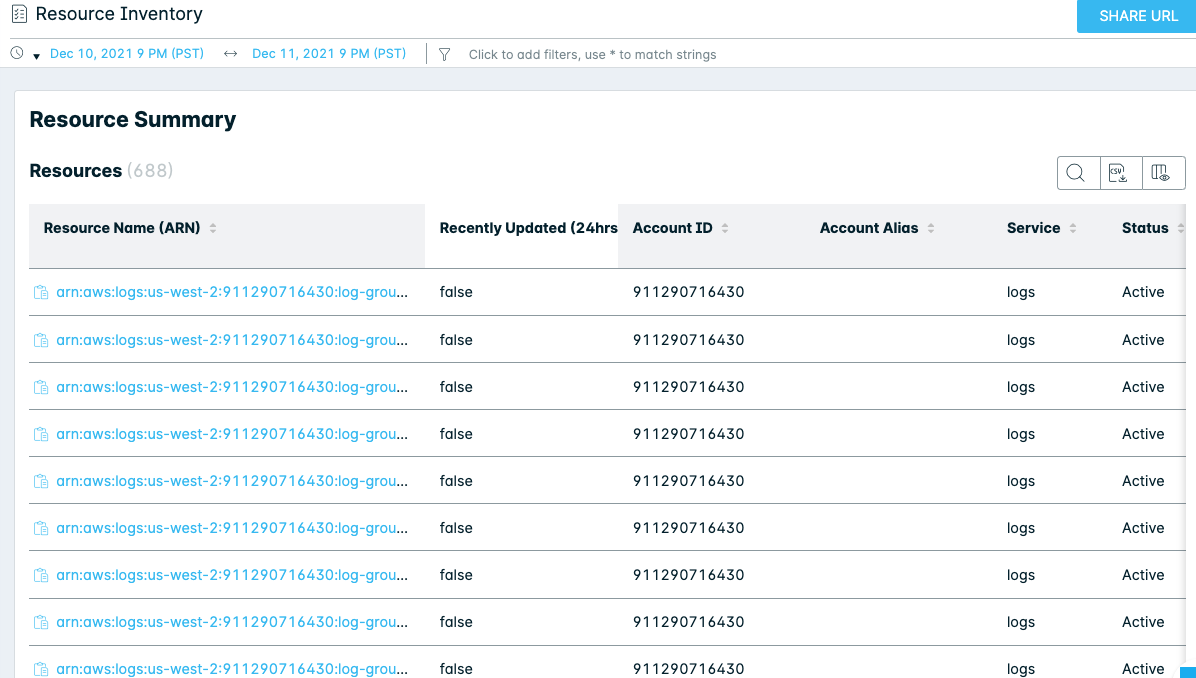 Resource Inventory
SHARE URL
Dec 10, 2021 9 PM (PST) ↔ Dec 11, 2021 9 PM (PST) Click to add filters, use * to match strings
Resource Summary
Resources (688)
CSV
Resource Name (ARN) Recently Updated (24hrs Account ID Account Alias Service Status
arn:aws:logs:us-west-2:911290716430:log-grou... false 911290716430 logs Active
arn:aws:logs:us-west-2:911290716430:log-grou... false 911290716430 logs Active
arn:aws:logs:us-west-2:911290716430:log-grou... false 911290716430 logs Active
arn:aws:logs:us-west-2:911290716430:log-grou... false 911290716430 logs Active
arn:aws:logs:us-west-2:911290716430:log-grou... false 911290716430 logs Active
arn:aws:logs:us-west-2:911290716430:log-grou... false 911290716430 logs Active
arn:aws:logs:us-west-2:911290716430:log-grou... false 911290716430 logs Active
arn:aws:logs:us-west-2:911290716430:log-grou... false 911290716430 logs Active
arn:aws:logs:us-west-2:911290716430:log-grou... false 911290716430 logs Active